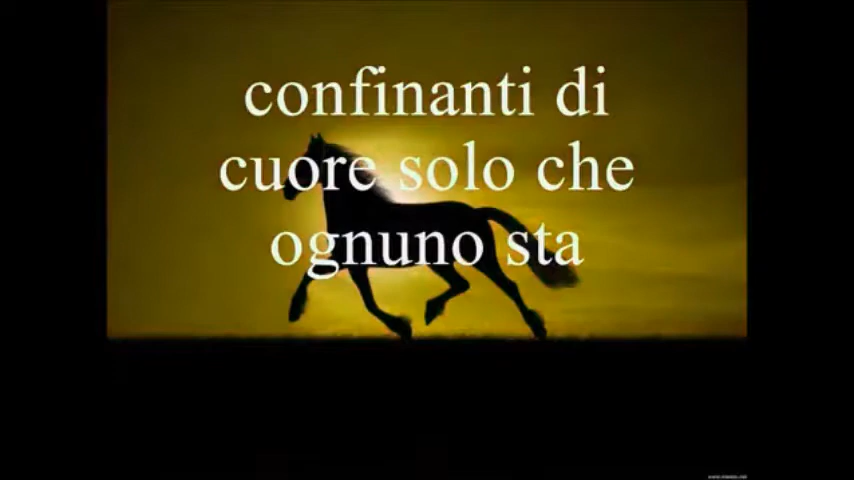 confinanti di
cuore solo che
ognuno sta